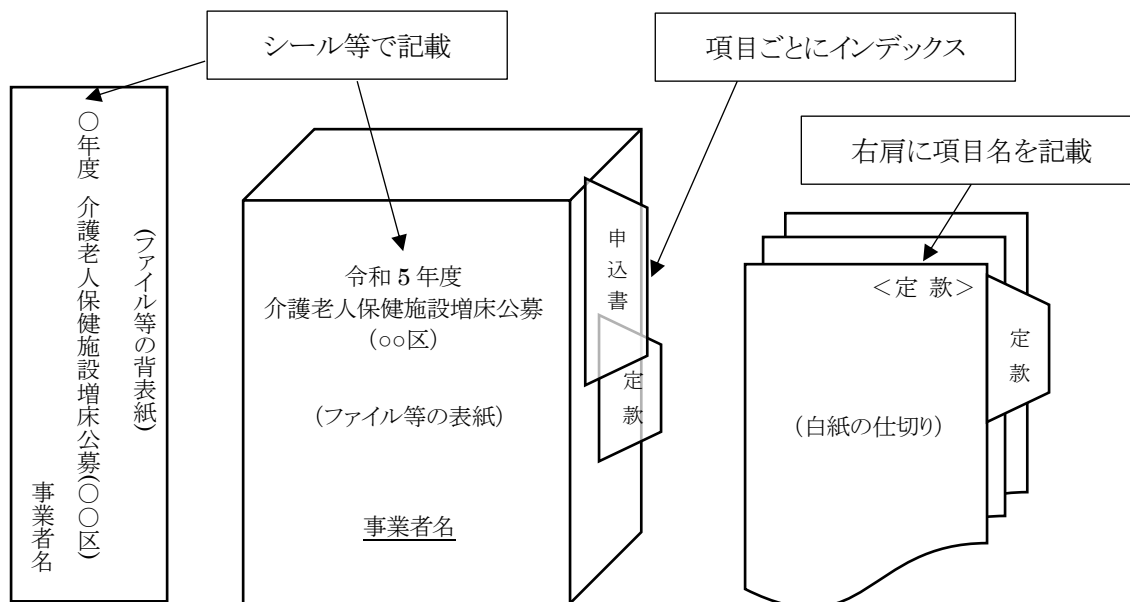 シール等で記載
項目ごとにインデックス
右肩に項目名を記載
(ファイル等の背表紙)
〇年度 介護老人保健施設増床公募(〇〇区)
事業者名
令和 5 年度
介護老人保健施設増床公募
(○○区)
(ファイル等の表紙)
事業者名
申込書
定款
＜定 款＞
定款
(白紙の仕切り)